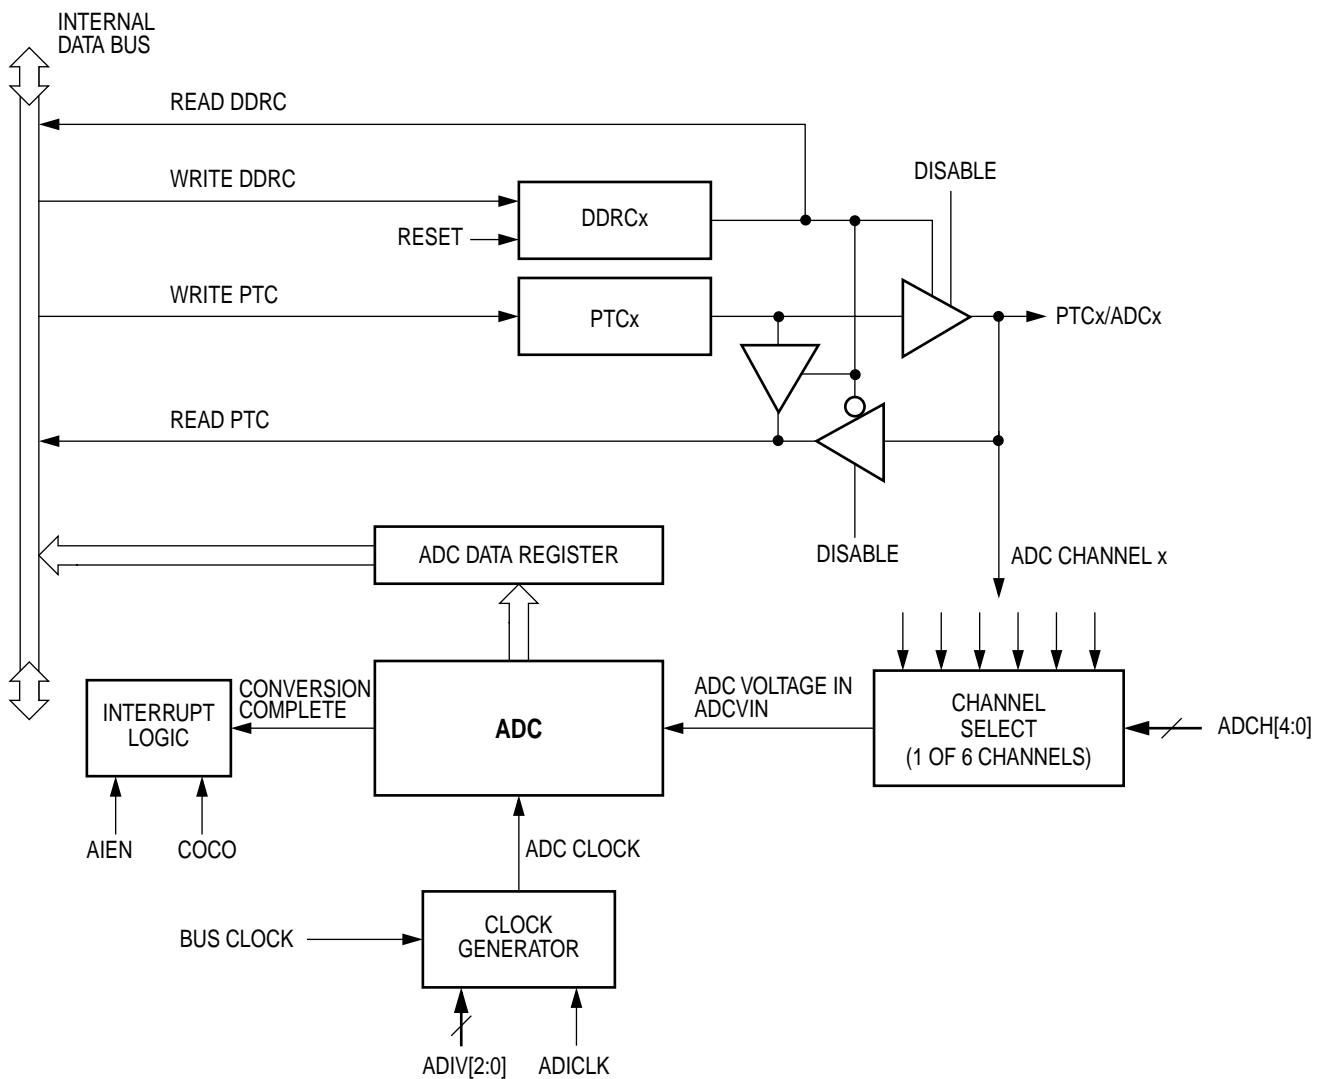 INTERNAL
DATA BUS
READ DDRC
WRITE DDRC
DISABLE
DDRCx
RESET
WRITE PTC
PTCx
PTCx/ADCx
READ PTC
DISABLE
ADC CHANNEL x
ADC DATA REGISTER
CONVERSION
COMPLETE
INTERRUPT
LOGIC
ADC
ADC VOLTAGE IN
ADCVIN
CHANNEL
SELECT
(1 OF 6 CHANNELS)
ADCH[4:0]
AIEN
COCO
ADC CLOCK
BUS CLOCK
CLOCK
GENERATOR
ADIV[2:0]
ADICLK